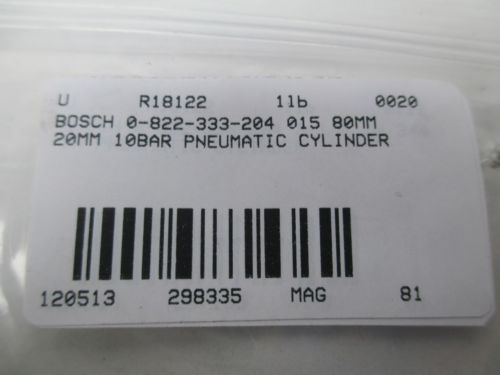 U R18122 1lb 0020
BOSCH 0-822-333-204 015 80MM
20MM 10BAR PNEUMATIC CYLINDER
120513 298335 MAG 81